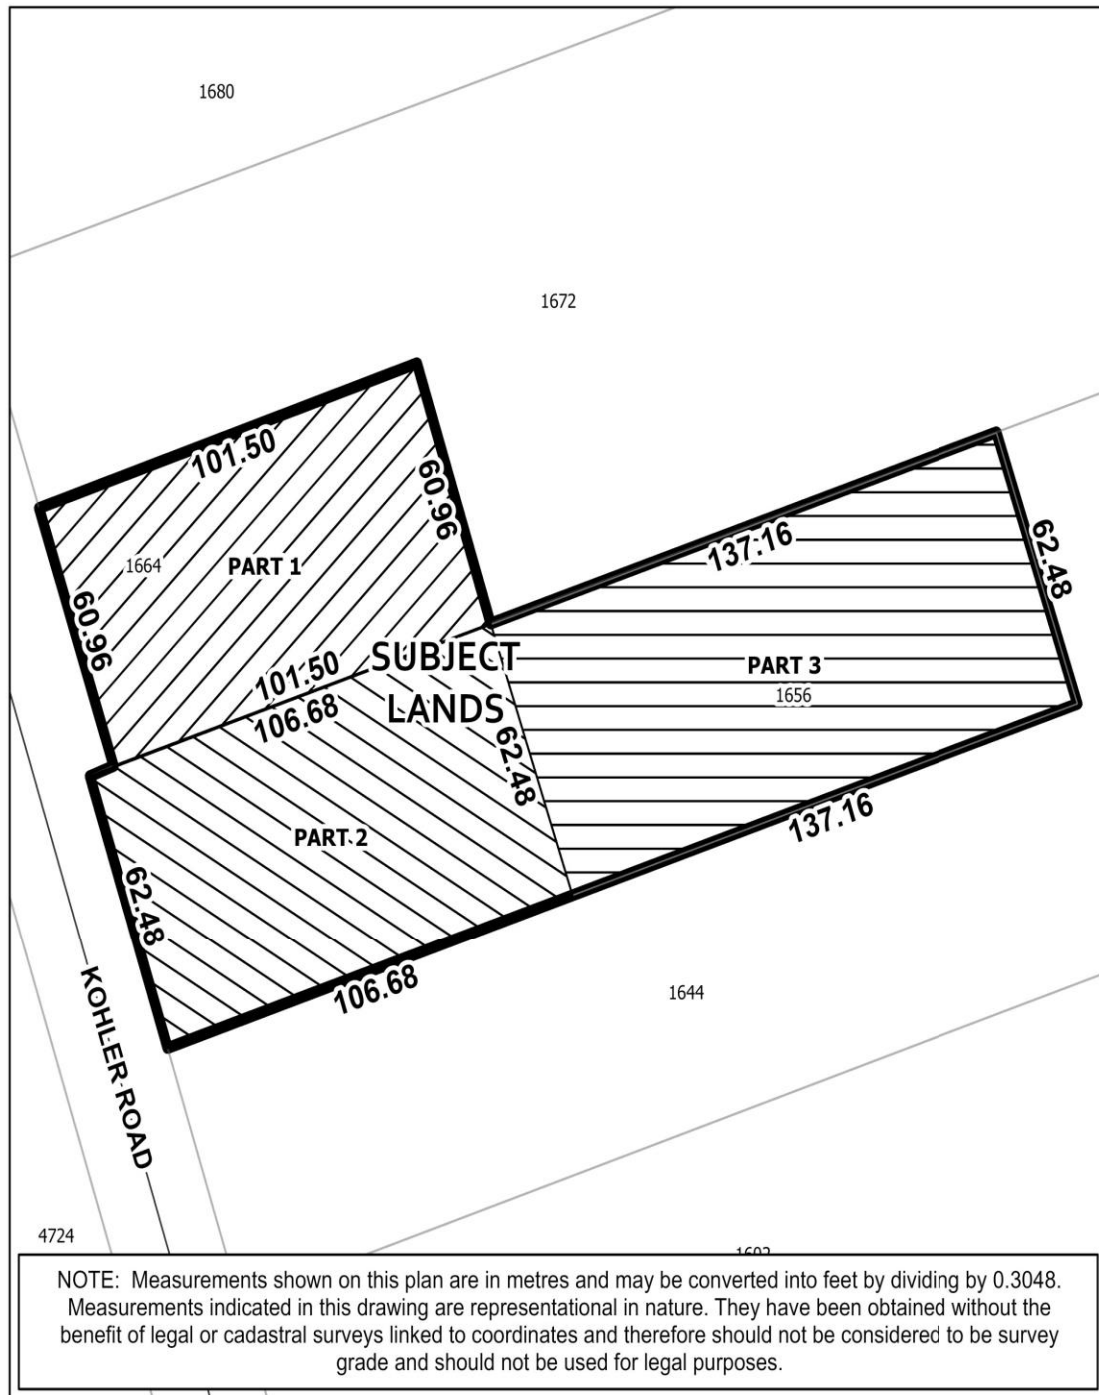 1680
1672
101.50
60.96
137.16
62.48
1664
PART 1
60.96
SUBJECT
LANDS
101.50
106.68
PART 3
1656
62.48
137.16
PART 2
62.48
106.68
1644
KOHLER ROAD
4724
NOTE: Measurements shown on this plan are in metres and may be converted into feet by dividing by 0.3048.
Measurements indicated in this drawing are representational in nature. They have been obtained without the
benefit of legal or cadastral surveys linked to coordinates and therefore should not be considered to be survey
grade and should not be used for legal purposes.